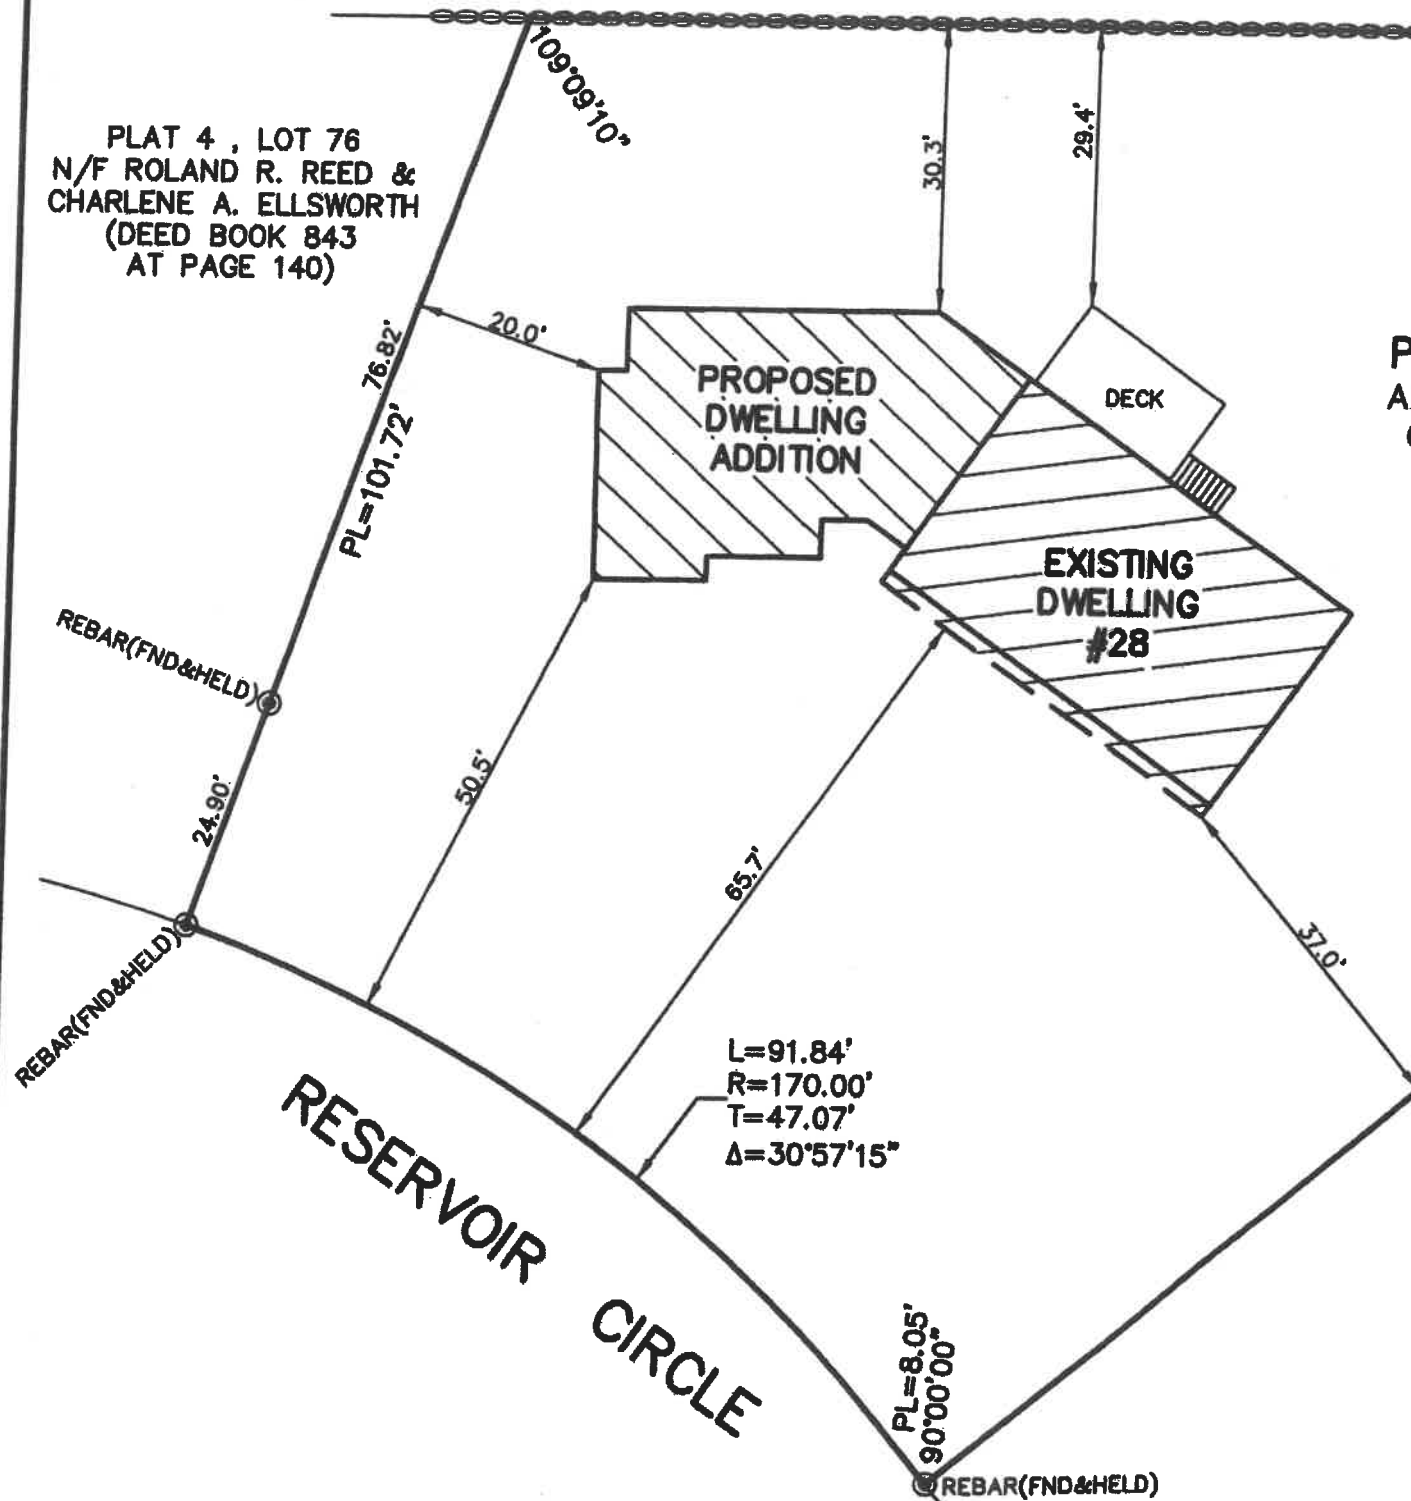 109°09'10"
PLAT 4 , LOT 76
N/F ROLAND R. REED &
CHARLENE A. ELLSWORTH
(DEED BOOK 843
AT PAGE 140)
30.3'
29.4'
20.0'
76.82'
PL=101.72'
PROPOSED
DWELLING
ADDITION
DECK
P
A
EXISTING
DWELLING
#28
REBAR(FND&HELD)
24.90'
50.5'
65.7'
37.0'
REBAR(FND&HELD)
L=91.84'
R=170.00'
T=47.07'
Δ=30°57'15"
RESERVOIR CIRCLE
PL=8.05'
90°00'00"
REBAR(FND&HELD)